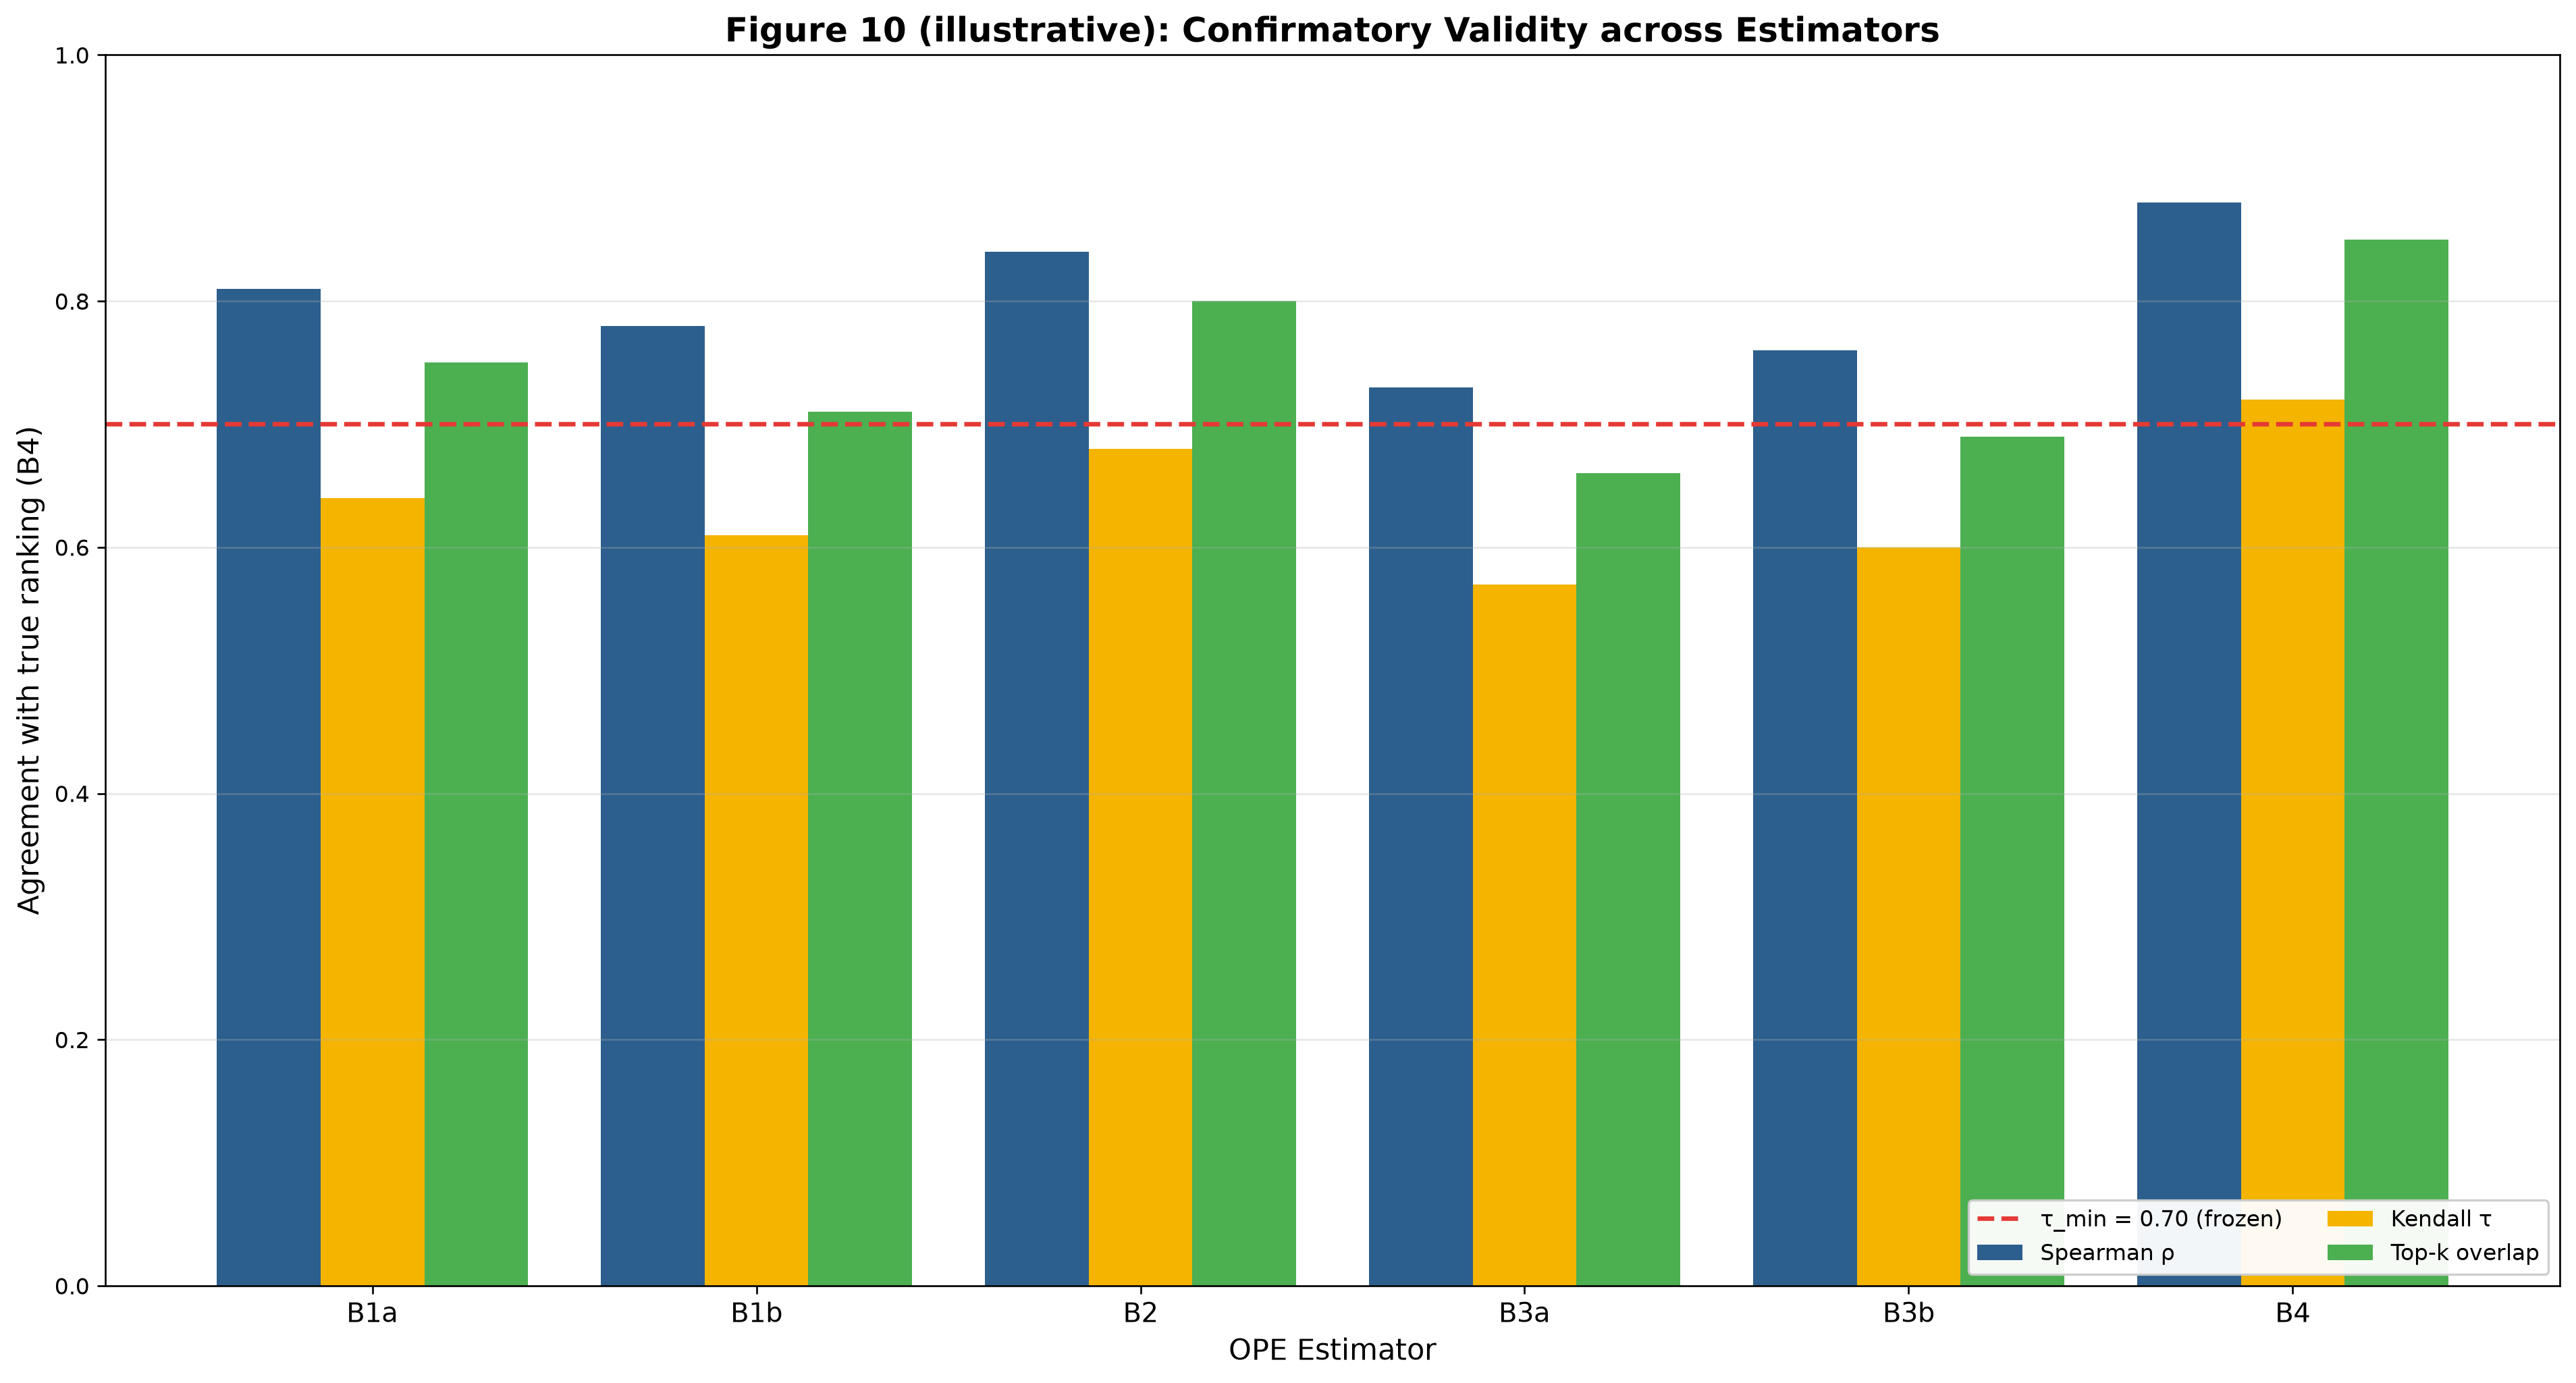 Figure 10 (illustrative): Confirmatory Validity across Estimators
Agreement with true ranking (B4)
1.0
0.8
0.6
0.4
0.2
0.0
B1a
B1b
B2
B3a
B3b
B4
OPE Estimator
τ_min = 0.70 (frozen)
Spearman ρ
Kendall τ
Top-k overlap